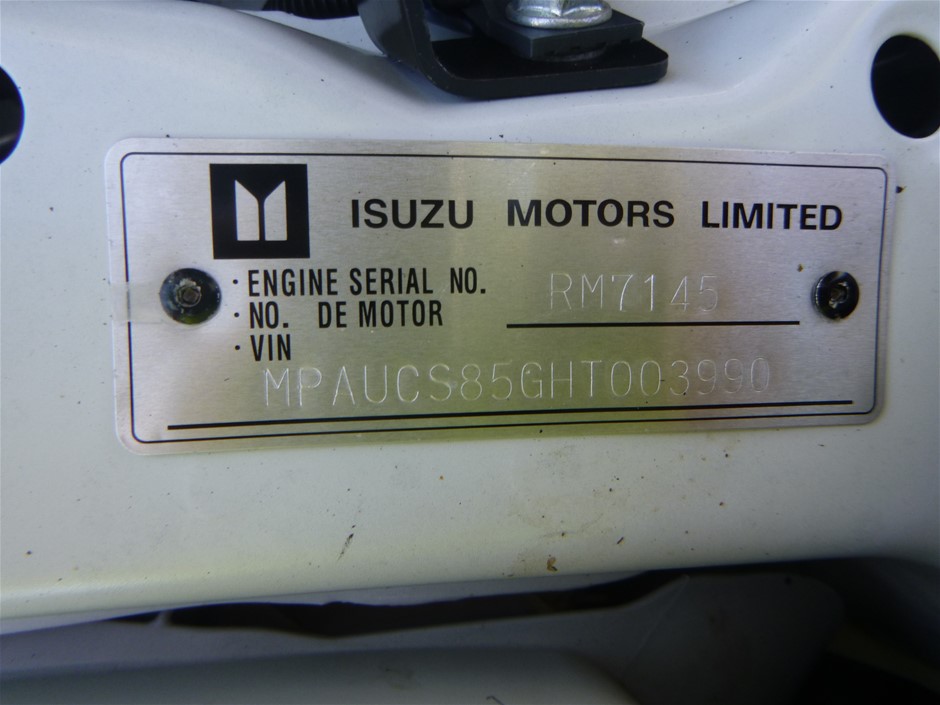 ISUZU MOTORS LIMITED
· ENGINE SERIAL NO. RM7145
· NO. DE MOTOR
· VIN
MPAUCS85GHT003990